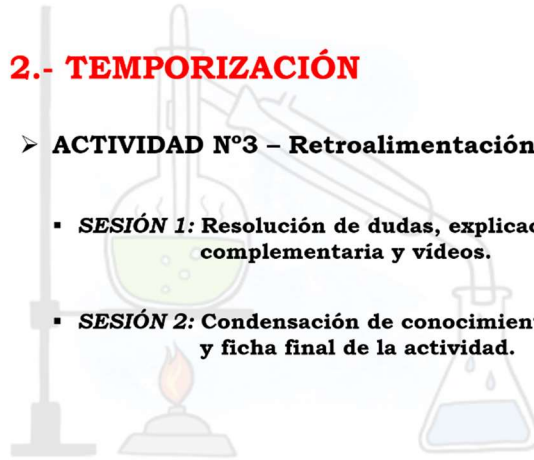 2.- TEMPORIZACIÓN
➢ ACTIVIDAD Nº3 – Retroalimentación
▪ SESIÓN 1: Resolución de dudas,
complementaria y vídeos.
▪ SESIÓN 2: Condensación de
y ficha final de la actividad.